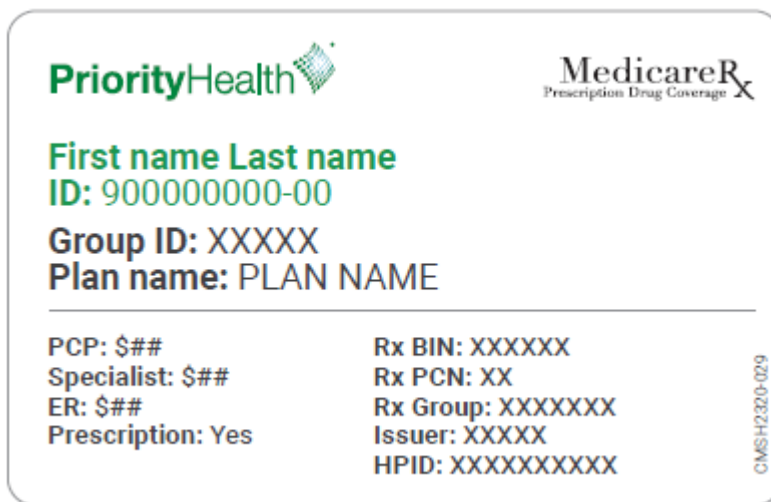 PriorityHealth
MedicareRx
Prescription Drug Coverage
First name Last name
ID: 900000000-00
Group ID: XXXXX
Plan name: PLAN NAME
PCP: $##
Specialist: $##
ER: $##
Prescription: Yes
Rx BIN: XXXXXX
Rx PCN: XX
Rx Group: XXXXXXX
Issuer: XXXXX
HPID: XXXXXXXXXX
CMSH2320-029